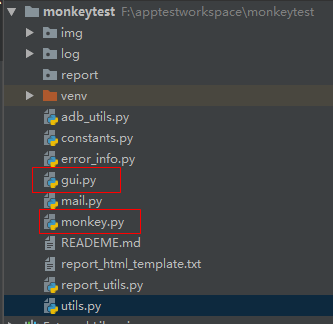 monkeytest F:\apptestworkspace\monkeytest
img
log
report
venv
adb_utils.py
constants.py
error_info.py
gui.py
mail.py
monkey.py
READEME.md
report_html_template.txt
report_utils.py
utils.py